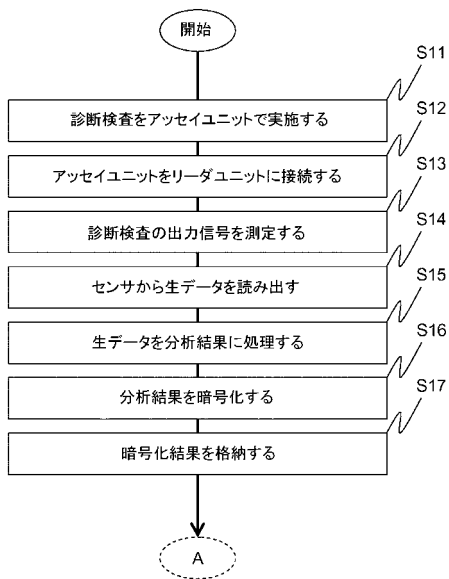 開始
S11
診断検査をアッセイユニットで実施する
S12
アッセイユニットをリーダユニットに接続する
S13
診断検査の出力信号を測定する
S14
センサから生データを読み出す
S15
生データを分析結果に処理する
S16
分析結果を暗号化する
S17
暗号化結果を格納する
A